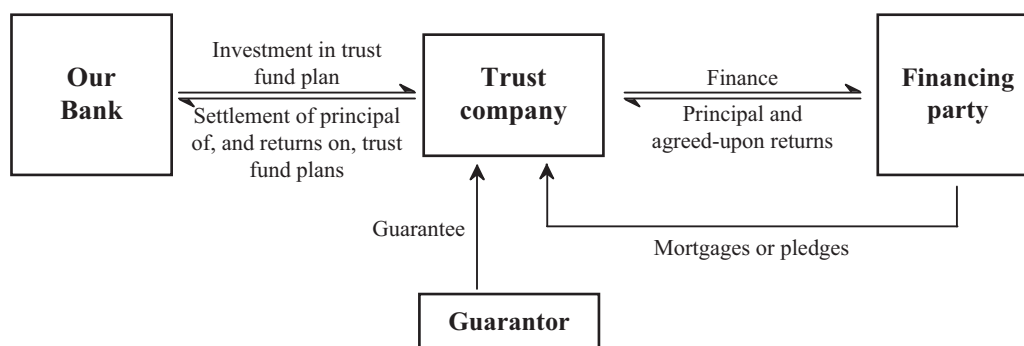 Our
Bank
Investment in trust
fund plan
Settlement of principal
of, and returns on, trust
fund plans
Trust
company
Finance
Principal and
agreed-upon returns
Financing
party
Guarantee
Mortgages or pledges
Guarantor